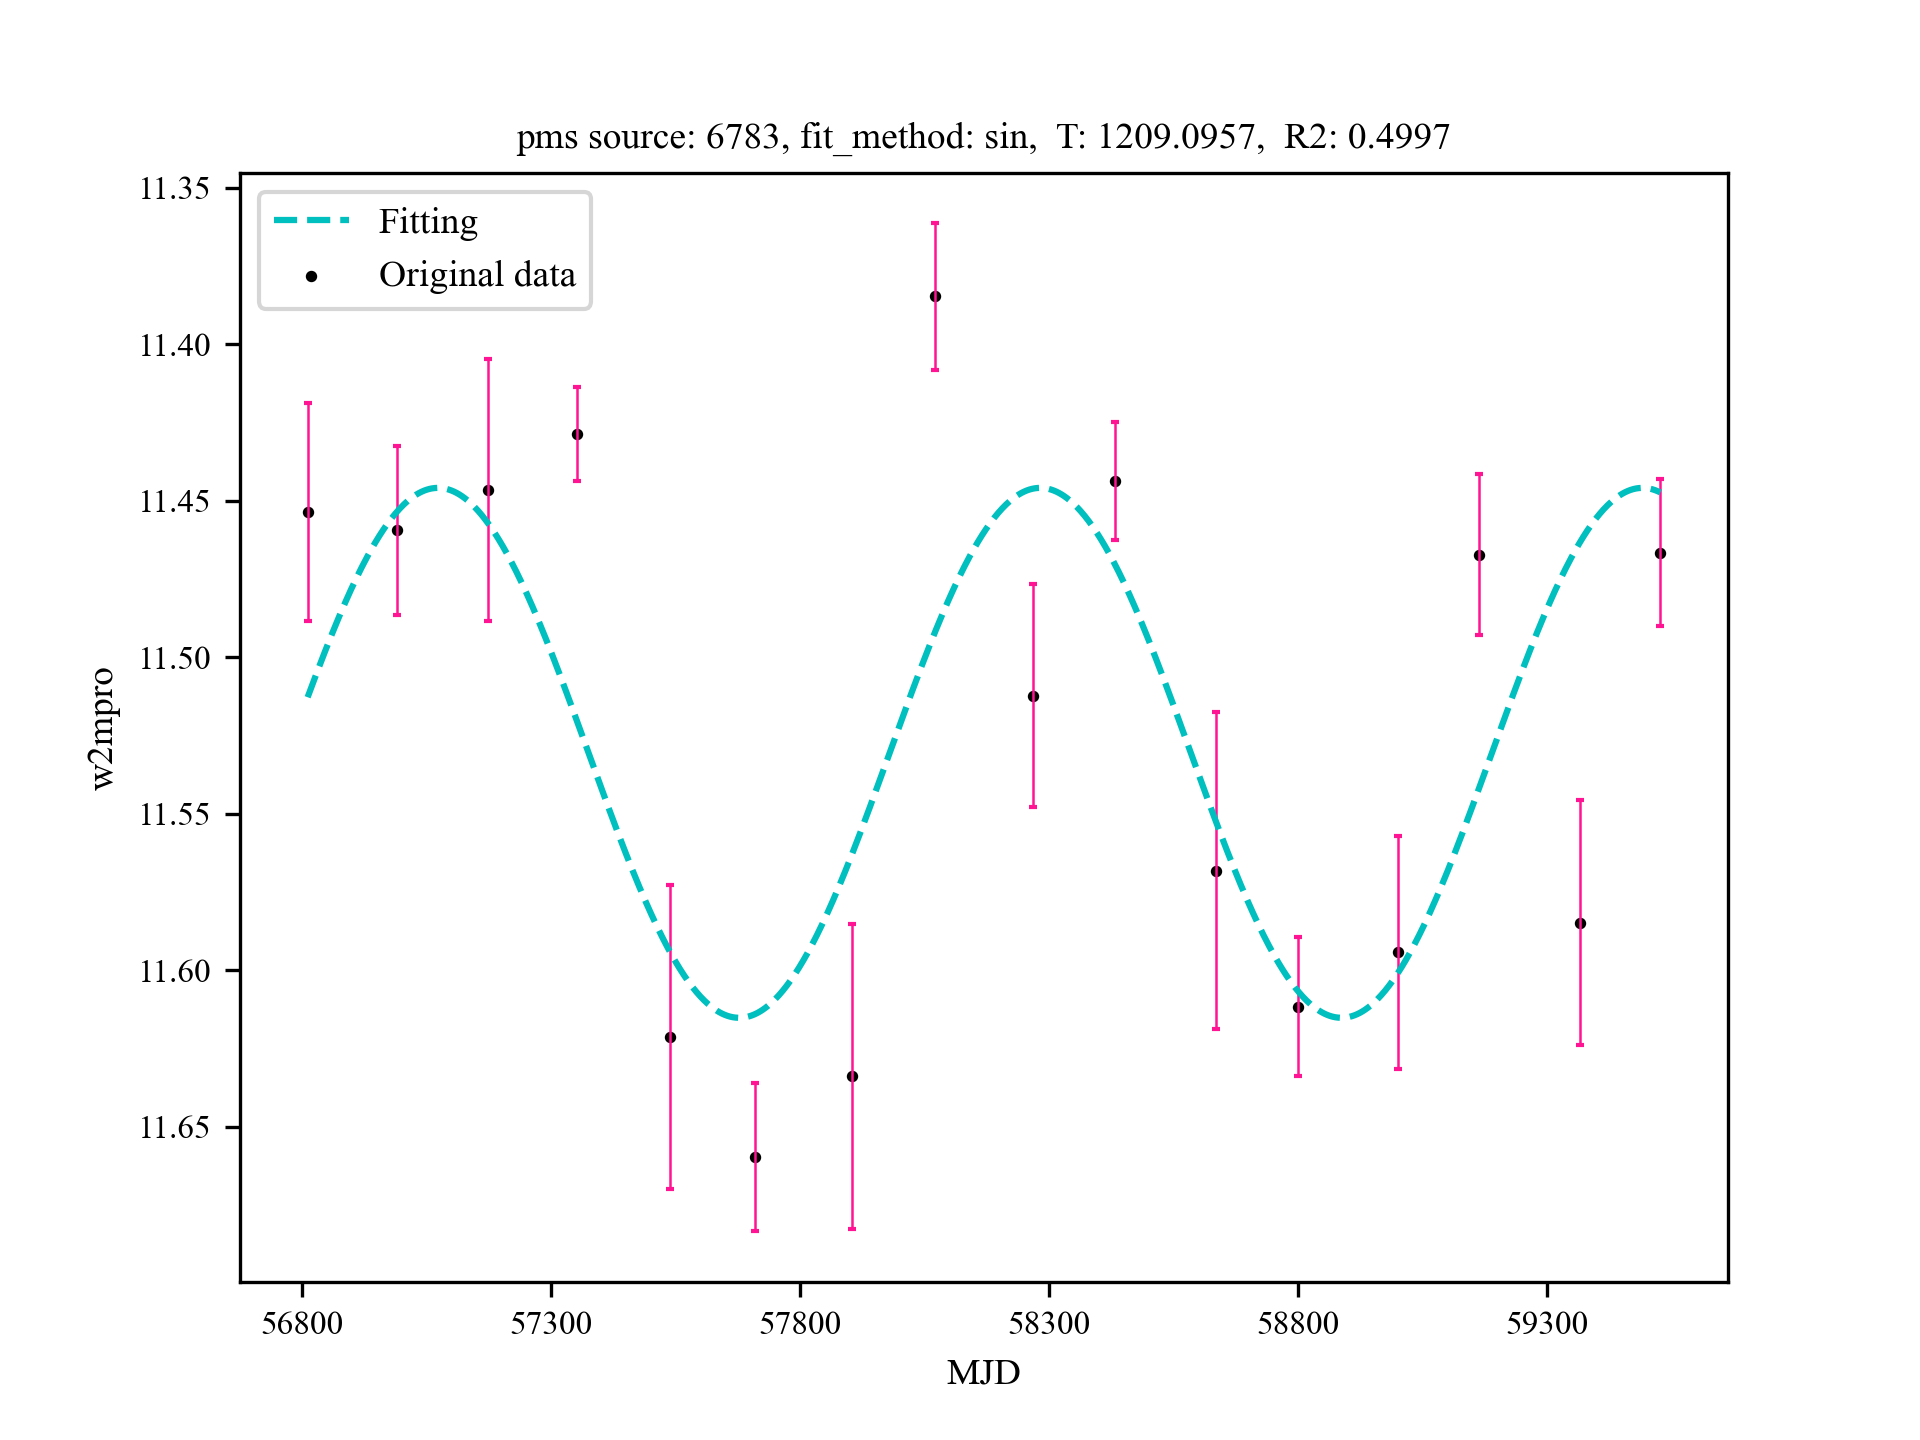 pms source: 6783, fit_method: sin,  T: 1209.0957,  R2: 0.4997
Fitting
Original data
11.35
11.40
11.45
11.50
11.55
11.60
11.65
w2mpro
56800 57300 57800 58300 58800 59300
MJD